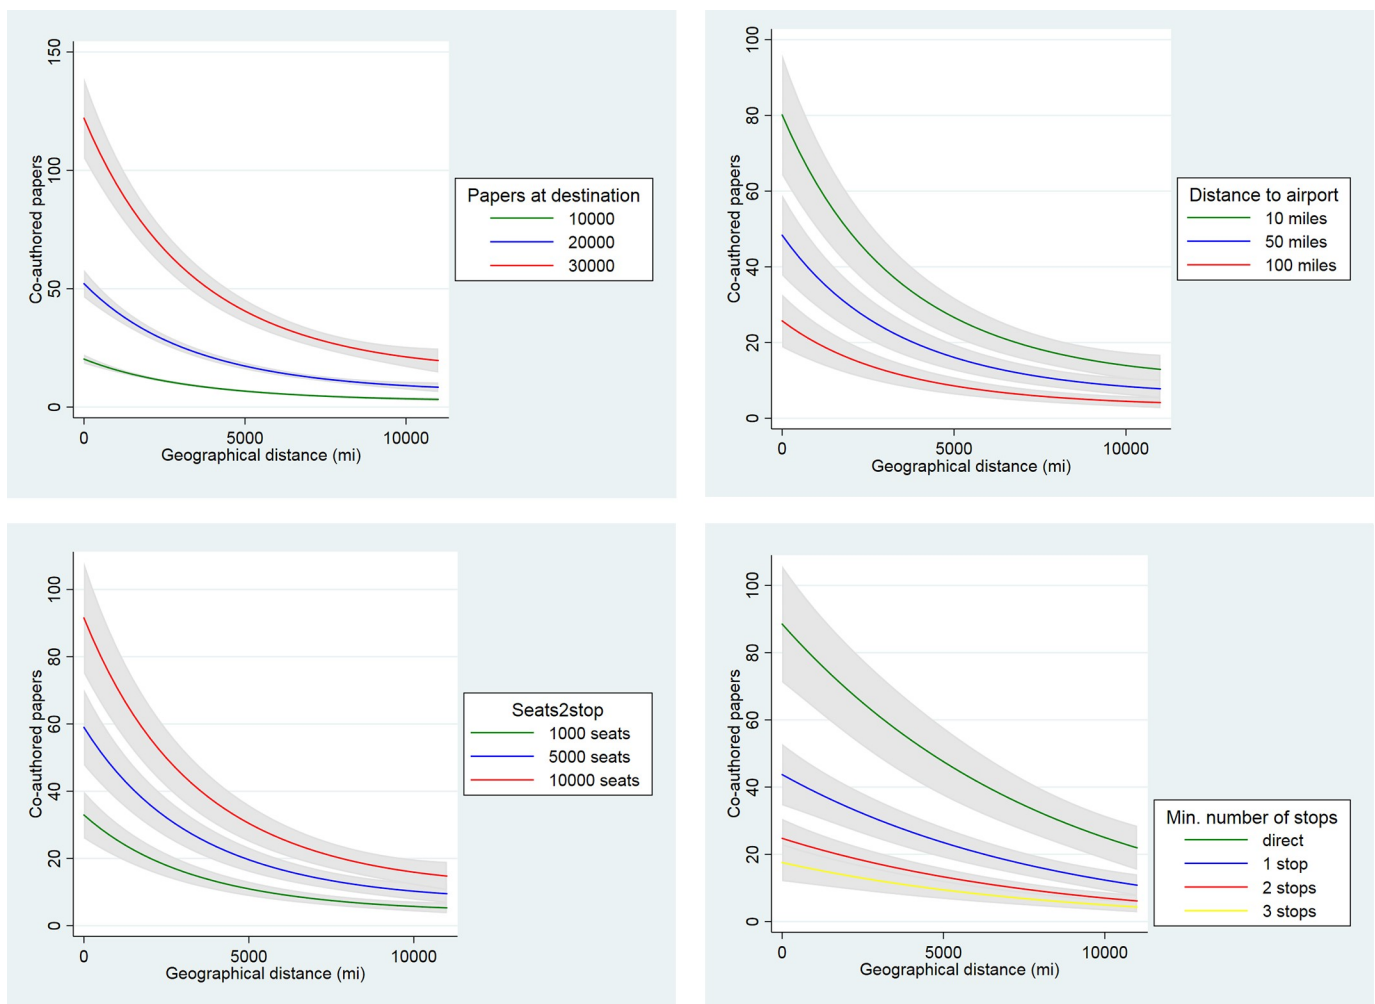 150
100
50
0
Co-authored papers
0 5000 10000
Geographical distance (mi)
Papers at destination
10000
20000
30000
100
80
60
40
20
0
Co-authored papers
0 5000 10000
Geographical distance (mi)
Distance to airport
10 miles
50 miles
100 miles
100
80
60
40
20
0
Co-authored papers
0 5000 10000
Geographical distance (mi)
Seats2stop
1000 seats
5000 seats
10000 seats
100
80
60
40
20
0
Co-authored papers
0 5000 10000
Geographical distance (mi)
Min. number of stops
direct
1 stop
2 stops
3 stops